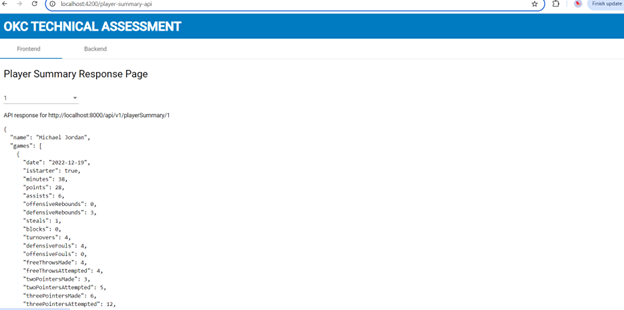 localhost:4200/player-summary-api
Finish update
OKC TECHNICAL ASSESSMENT
Frontend Backend
Player Summary Response Page
1
API response for http://localhost:8000/api/v1/playerSummary/1
{
"name": "Michael Jordan",
"games": [
{
"date": "2022-12-19",
"isStarter": true,
"minutes": 38,
"points": 28,
"assists": 6,
"offensiveRebounds": 0,
"defensiveRebounds": 3,
"steals": 1,
"blocks": 0,
"turnovers": 4,
"defensiveFouls": 4,
"offensiveFouls": 0,
"freeThrowsMade": 4,
"freeThrowsAttempted": 4,
"twoPointersMade": 3,
"twoPointersAttempted": 5,
"threePointersMade": 6,
"threePointersAttempted": 12,